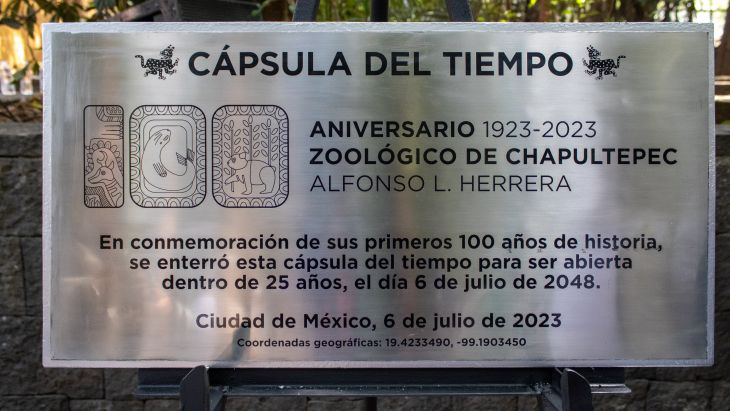 CÁPSULA DEL TIEMPO
100
ANIVERSARIO 1923-2023
ZOOLÓGICO DE CHAPULTEPEC
ALFONSO L. HERRERA
En conmemoración de sus primeros 100 años de historia,
se enterró esta cápsula del tiempo para ser abierta
dentro de 25 años, el día 6 de julio de 2048.
Ciudad de México, 6 de julio de 2023
Coordenadas geográficas: 19.4233490, -99.1903450